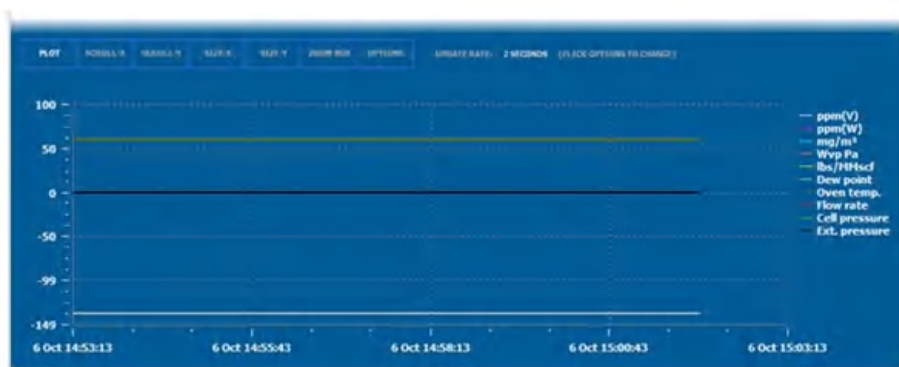 PLOT SCROLL-X SCROLL-Y SIZE-X SIZE-Y ZOOM BOX OPTIONS UPDATE RATE: 2 SECONDS (CLICK OPTIONS TO CHANGE)
100
50
0
-50
-99
-149
6 Oct 14:53:13 6 Oct 14:55:43 6 Oct 14:58:13 6 Oct 15:00:43 6 Oct 15:03:13
ppm(V)
ppm(W)
mg/m³
Wvp Pa
lbs/MMscf
Dew point
Oven temp.
Flow rate
Cell pressure
Ext. pressure